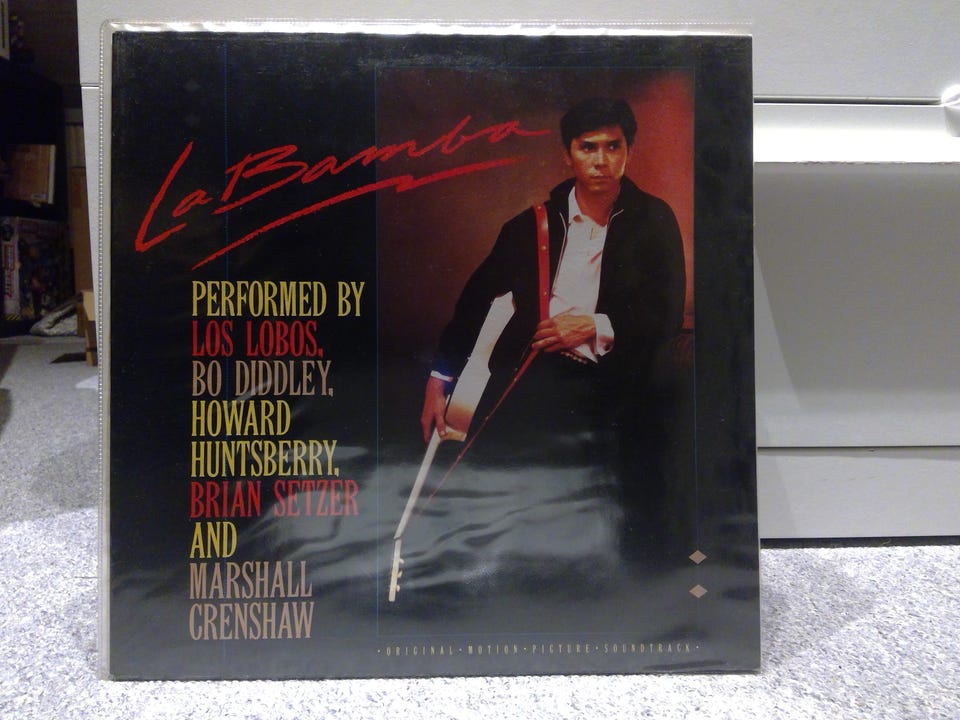 La Bamba
PERFORMED BY
LOS LOBOS,
BO DIDDLEY,
HOWARD
HUNTSBERRY,
BRIAN SETZER
AND
MARSHALL
CRENSHAW
· ORIGINAL · MOTION · PICTURE · SOUNDTRACK ·